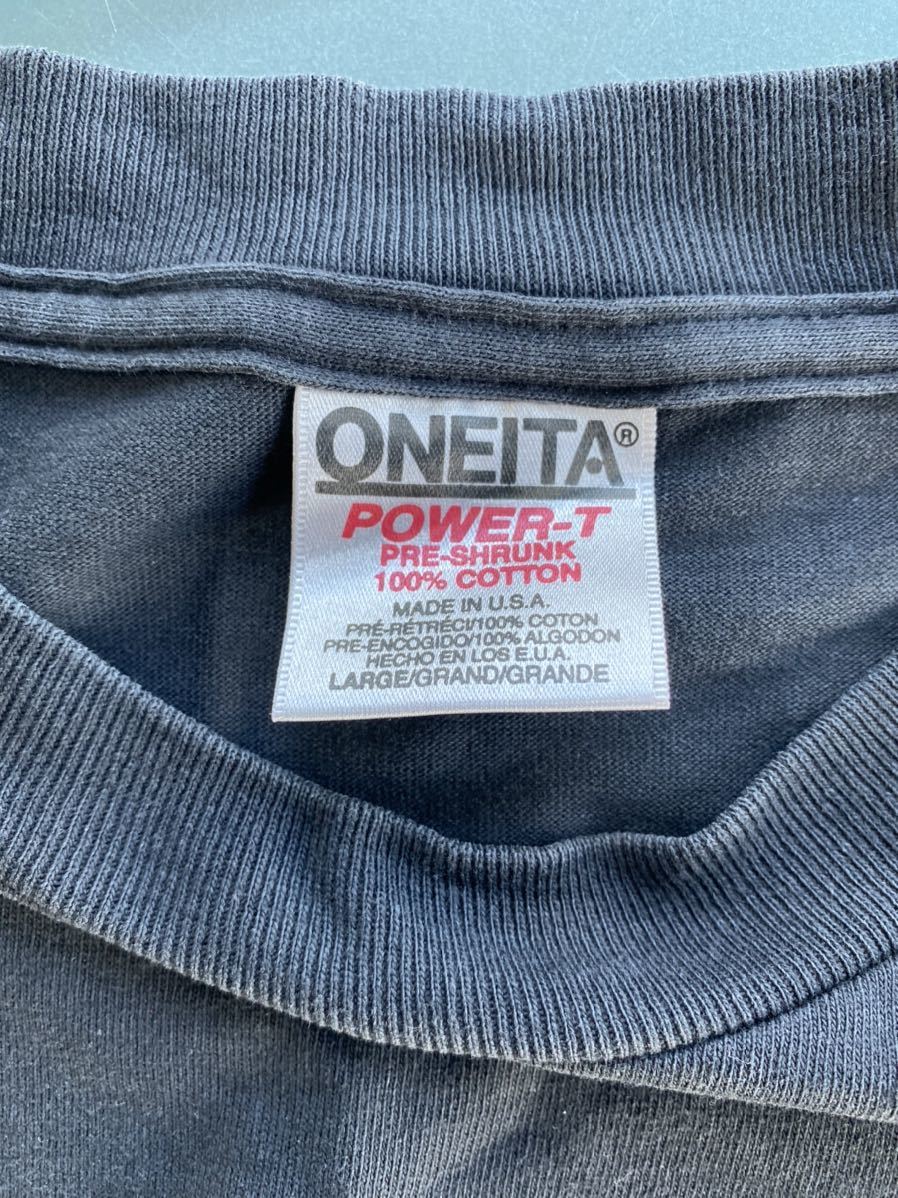 ONEITA®
POWER-T
PRE-SHRUNK
100% COTTON
MADE IN U.S.A.
PRÉ-RÉTRÉCI/100% COTON
PRE-ENCOGIDO/100% ALGODON
HECHO EN LOS E.U.A.
LARGE/GRAND/GRANDE